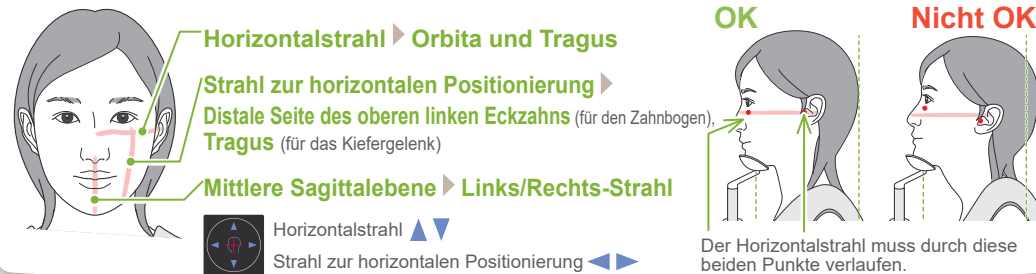 Horizontalstrahl ▶ Orbita und Tragus
Strahl zur horizontalen Positionierung ▶
Distale Seite des oberen linken Eckzahns (für den Zahnbogen),
Tragus (für das Kiefergelenk)
Mittlere Sagittalebene ▶ Links/Rechts-Strahl
Horizontalstrahl ▲ ▼
Strahl zur horizontalen Positionierung ◀ ▶
OK
Nicht OK
Der Horizontalstrahl muss durch diese
beiden Punkte verlaufen.